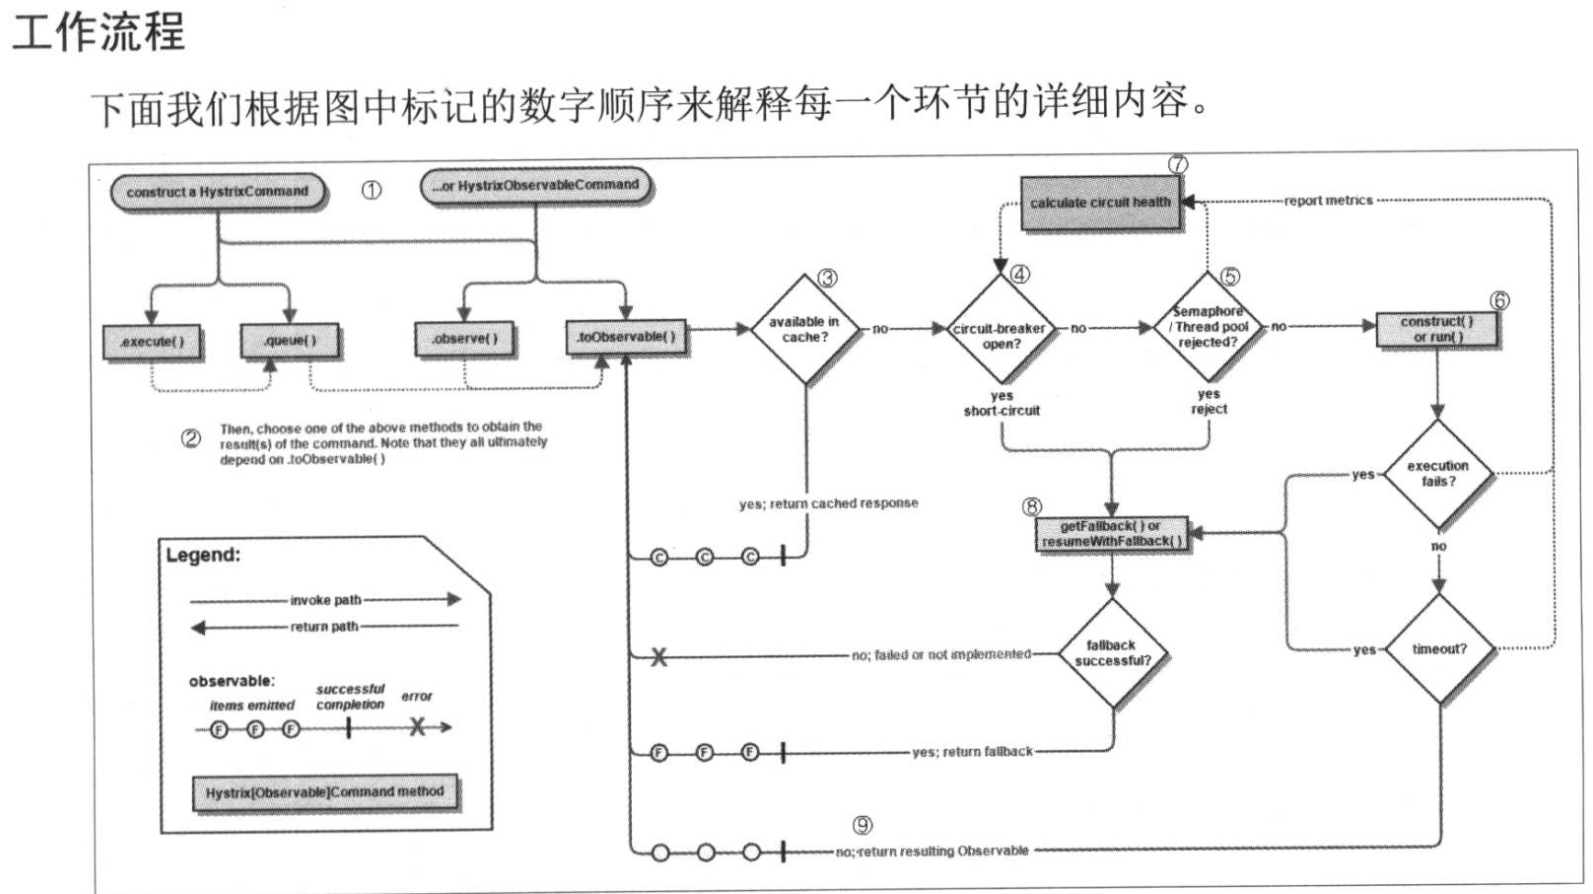 工作流程
下面我们根据图中标记的数字顺序来解释每一个环节的详细内容。
construct a HystrixCommand
①
...or HystrixObservableCommand
⑦
calculate circuit health
report metrics
.execute( )
.queue( )
.observe( )
.toObservable( )
③
available in
cache?
no
④
circuit-breaker
open?
no
⑤
Semaphore
/ Thread pool
rejected?
no
⑥
construct( )
or run( )
yes
short-circuit
yes
reject
②
Then, choose one of the above methods to obtain the
result(s) of the command. Note that they all ultimately
depend on .toObservable( )
yes; return cached response
C C C
execution
fails?
yes
no
⑧
getFallback( ) or
resumeWithFallback( )
fallback
successful?
timeout?
yes
X
no; failed or not implemented
F F F
yes; return fallback
⑨
no; return resulting Observable
Legend:
invoke path
return path
observable:
items emitted
successful
completion
error
F F F
X
Hystrix[Observable]Command method